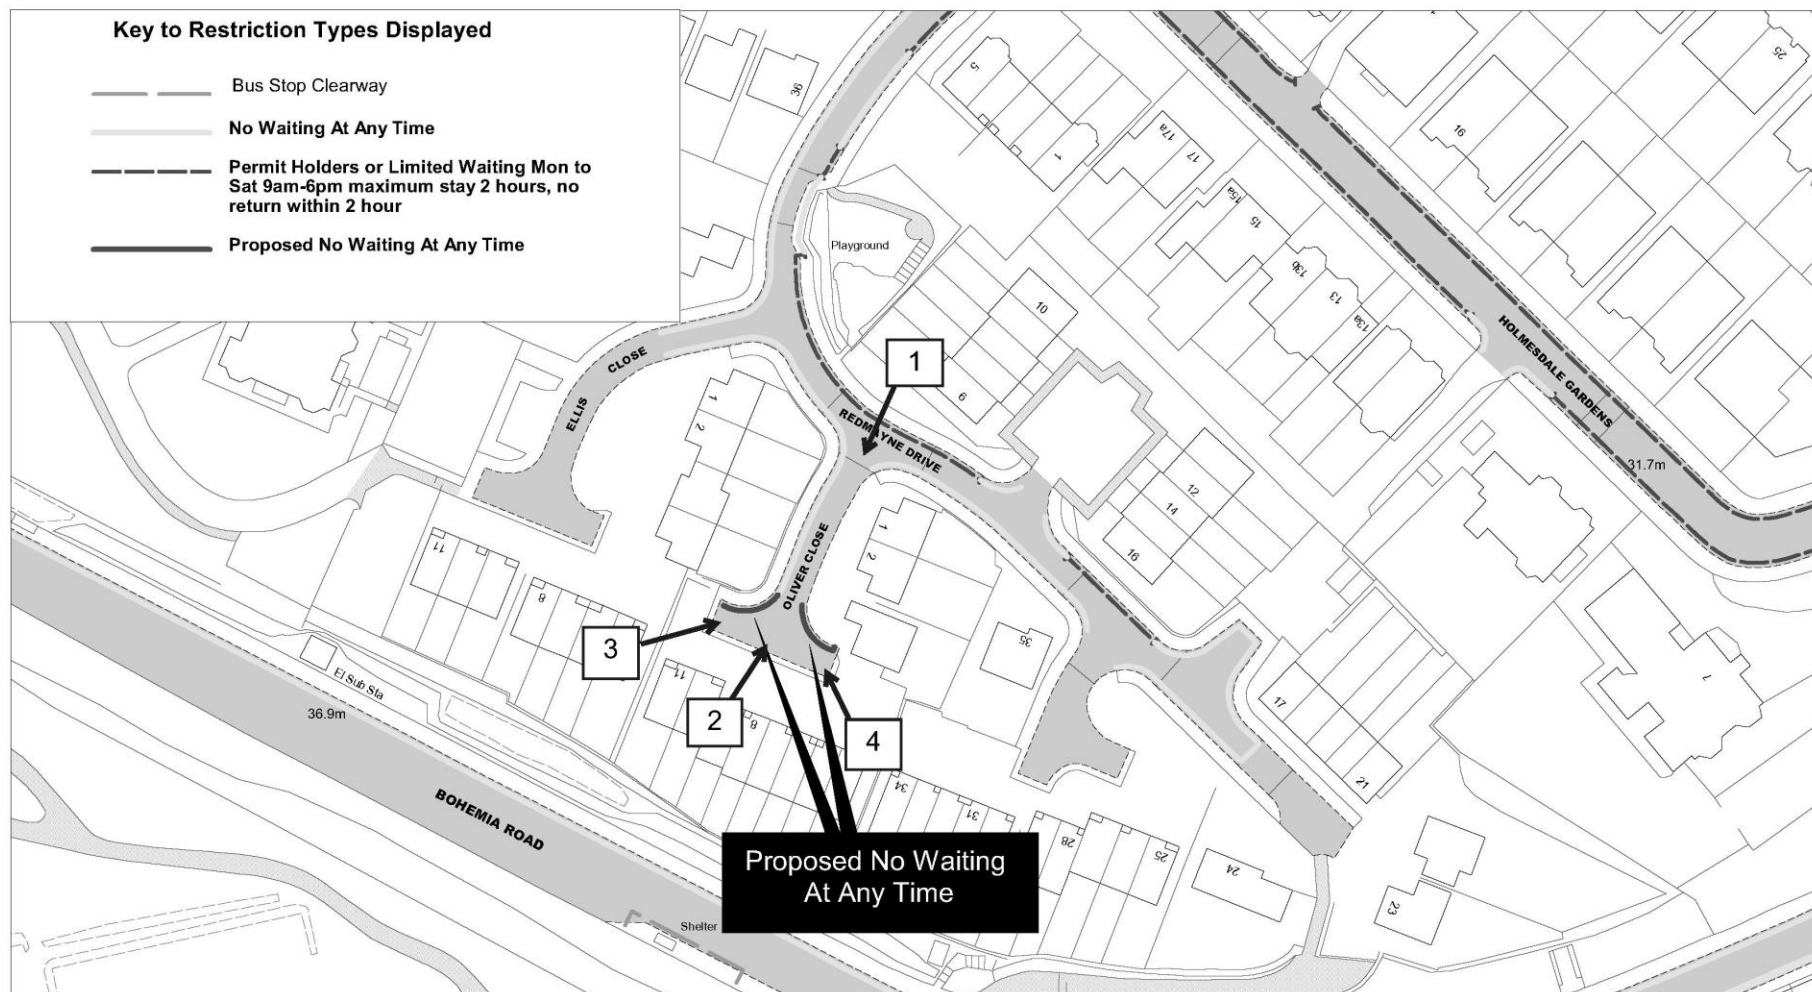 Key to Restriction Types Displayed
Bus Stop Clearway
No Waiting At Any Time
Permit Holders or Limited Waiting Mon to
Sat 9am-6pm maximum stay 2 hours, no
return within 2 hour
Proposed No Waiting At Any Time
36
5
1
17a
17
15a
15
13b
13
13a
16
25
Playground
10
9
HOLMESDALE GARDENS
31.7m
ELLIS
CLOSE
1
REDMAYNE DRIVE
1
2
12
14
16
1
2
OLIVER CLOSE
11
8
3
2
4
11
8
35
El Sub Sta
36.9m
17
21
7
34
31
28
25
24
23
BOHEMIA ROAD
Proposed No Waiting
At Any Time
Shelter